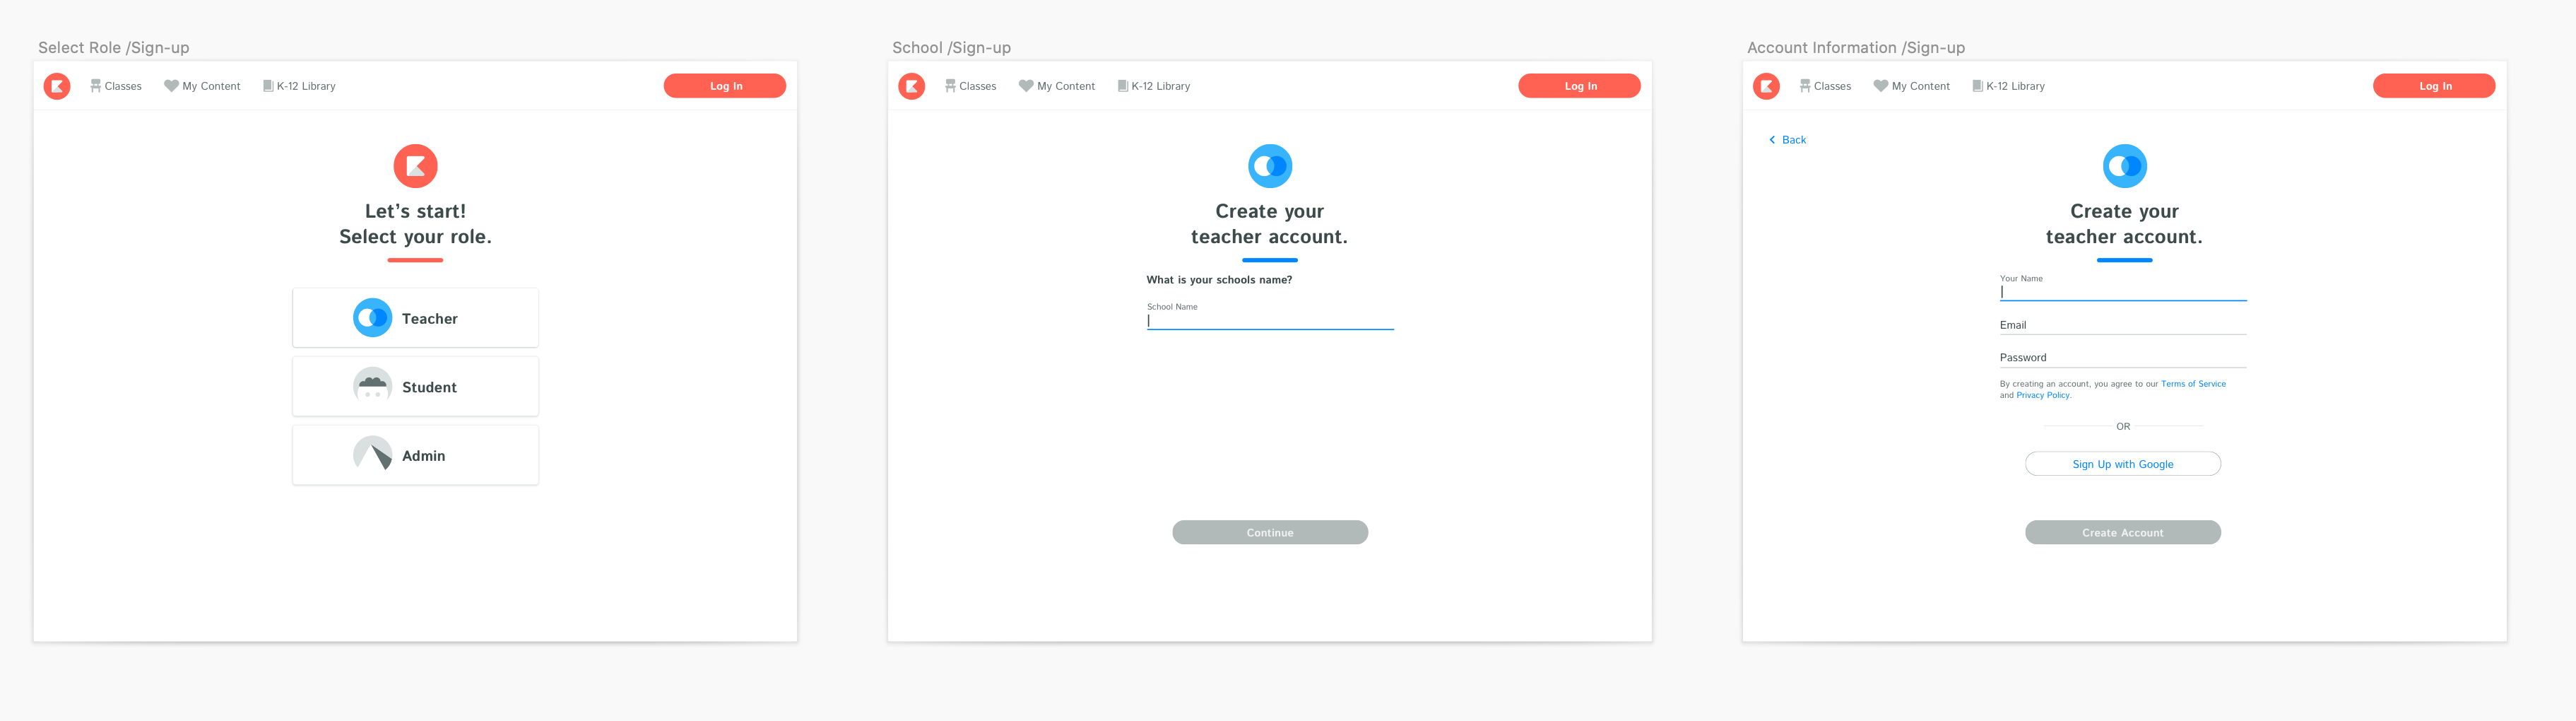 Select Role /Sign-up
Classes
My Content
K-12 Library
Log In
Let’s start!
Select your role.
Teacher
Student
Admin
School /Sign-up
Classes
My Content
K-12 Library
Log In
Create your
teacher account.
What is your schools name?
School Name
Continue
Account Information /Sign-up
Classes
My Content
K-12 Library
Log In
Back
Create your
teacher account.
Your Name
Email
Password
By creating an account, you agree to our Terms of Service
and Privacy Policy.
OR
Sign Up with Google
Create Account